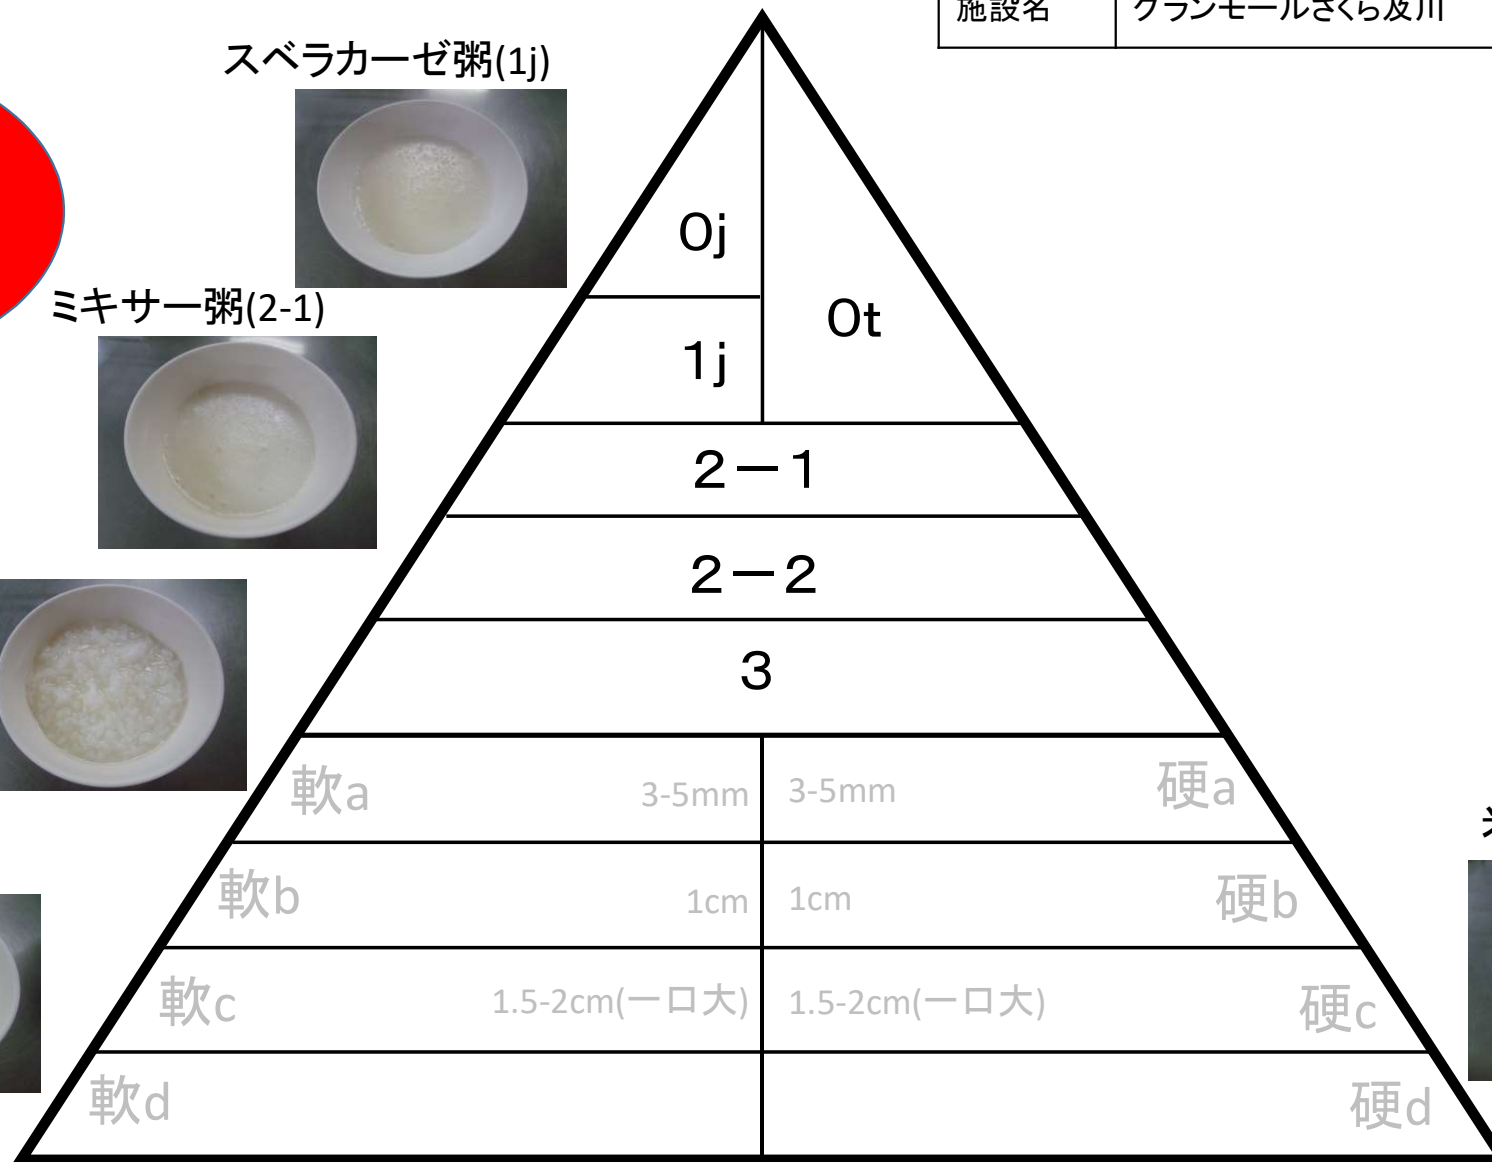 施設名 グランモールさくら及川
スベラカーゼ粥(1j)
0j
ミキサー粥(2-1)
0t
1j
2－1
2－2
3
軟a 3-5mm 3-5mm 硬a
軟b 1cm 1cm 硬b
軟c 1.5-2cm(一口大) 1.5-2cm(一口大) 硬c
軟d 硬d